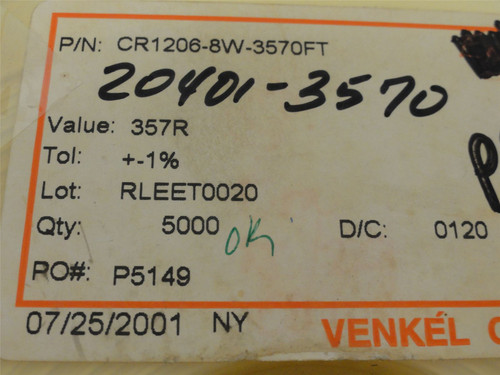 P/N: CR1206-8W-3570FT
20401-3570
Value: 357R
Tol: +-1%
Lot: RLEET0020
Qty: 5000 OK D/C: 0120
PO#: P5149
07/25/2001 NY VENKÉL